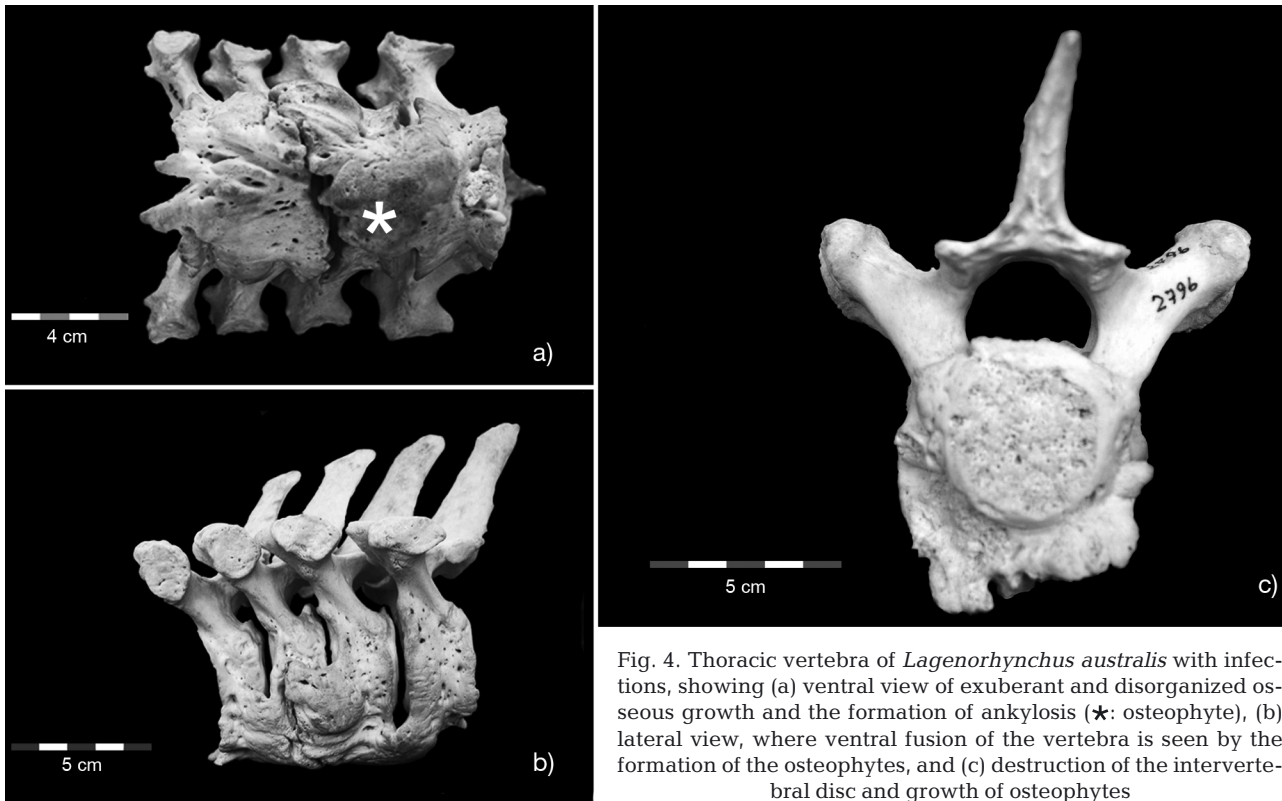 4 cm
a)
5 cm
b)
2796
5 cm
c)
Fig. 4. Thoracic vertebra of Lagenorhynchus australis with infec-
tions, showing (a) ventral view of exuberant and disorganized os-
seous growth and the formation of ankylosis (★: osteophyte), (b)
lateral view, where ventral fusion of the vertebra is seen by the
formation of the osteophytes, and (c) destruction of the interverte-
bral disc and growth of osteophytes